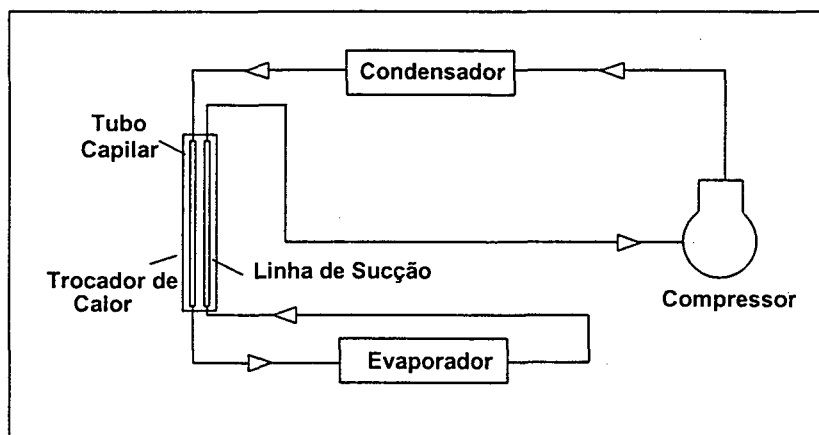 Condensador
Tubo
Capilar
Trocador de
Calor
Linha de Sucção
Compressor
Evaporador